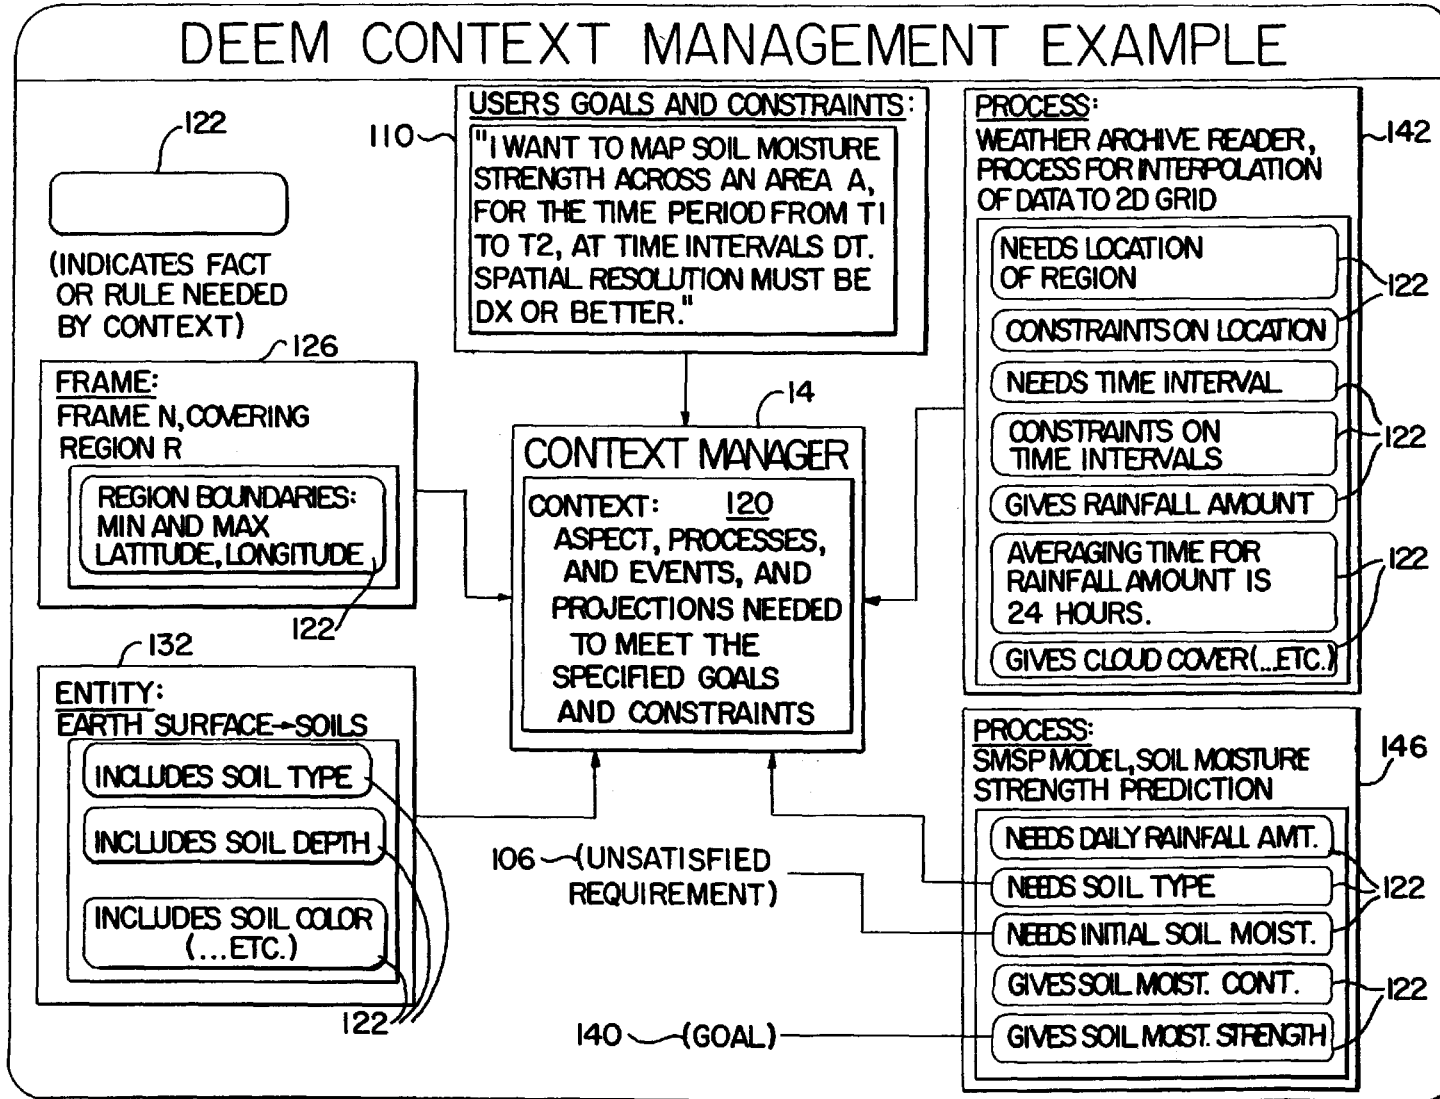 DEEM CONTEXT MANAGEMENT EXAMPLE
122
(INDICATES FACT
OR RULE NEEDED
BY CONTEXT)
110
USERS GOALS AND CONSTRAINTS:
"I WANT TO MAP SOIL MOISTURE
STRENGTH ACROSS AN AREA A,
FOR THE TIME PERIOD FROM T1
TO T2, AT TIME INTERVALS DT.
SPATIAL RESOLUTION MUST BE
DX OR BETTER."
126
FRAME:
FRAME N, COVERING
REGION R
REGION BOUNDARIES:
MIN AND MAX
LATITUDE, LONGITUDE
122
132
ENTITY:
EARTH SURFACE→SOILS
INCLUDES SOIL TYPE
INCLUDES SOIL DEPTH
INCLUDES SOIL COLOR
(...ETC.)
122
14
CONTEXT MANAGER
CONTEXT: 120
ASPECT, PROCESSES,
AND EVENTS, AND
PROJECTIONS NEEDED
TO MEET THE
SPECIFIED GOALS
AND CONSTRAINTS
106
(UNSATISFIED
REQUIREMENT)
140
(GOAL)
142
PROCESS:
WEATHER ARCHIVE READER,
PROCESS FOR INTERPOLATION
OF DATA TO 2D GRID
NEEDS LOCATION
OF REGION
122
CONSTRAINTS ON LOCATION
NEEDS TIME INTERVAL
CONSTRAINTS ON
TIME INTERVALS
122
GIVES RAINFALL AMOUNT
AVERAGING TIME FOR
RAINFALL AMOUNT IS
24 HOURS.
122
GIVES CLOUD COVER(...ETC.)
146
PROCESS:
SMSP MODEL, SOIL MOISTURE
STRENGTH PREDICTION
NEEDS DAILY RAINFALL AMT.
NEEDS SOIL TYPE
122
NEEDS INITIAL SOIL MOIST.
GIVES SOIL MOIST. CONT.
122
GIVES SOIL MOIST. STRENGTH